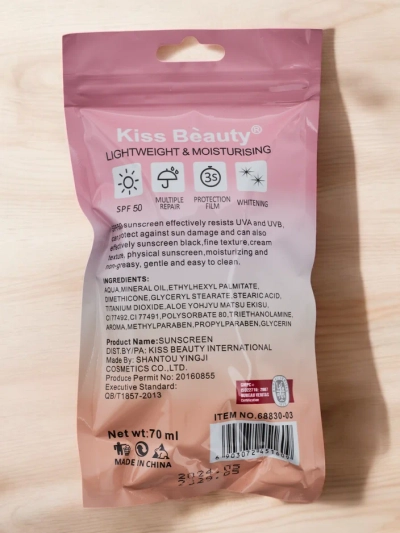 Kiss Bèauty®
LIGHTWEIGHT & MOISTURISING
3S
SPF 50
MULTIPLE
REPAIR
PROTECTION
FILM
WHITENING
sunscreen effectively resists UVA and UVB,
can protect against sun damage and can also
effectively sunscreen black,fine texture,cream
texture, physical sunscreen,moisturizing and
non-greasy, gentle and easy to clean.
INGREDIENTS:
AQUA,MINERAL OIL,ETHYLHEXYL PALMITATE,
DIMETHICONE,GLYCERYL STEARATE,STEARIC ACID,
TITANIUM DIOXIDE,ALOE YOHJYU MATSU EKISU,
CI 77492,CI 77491,POLYSORBATE 80,TRIETHANOLAMINE,
AROMA,METHYLPARABEN,PROPYLPARABEN,GLYCERIN
Product Name:SUNSCREEN
DIST.BY/PA: KISS BEAUTY INTERNATIONAL
Made By: SHANTOU YINGJI
COSMETICS CO.,LTD.
Produce Permit No: 20160855
Executive Standard:
QB/T1857-2013
ITEM NO.68830-03
Net wt:70 ml
MADE IN CHINA